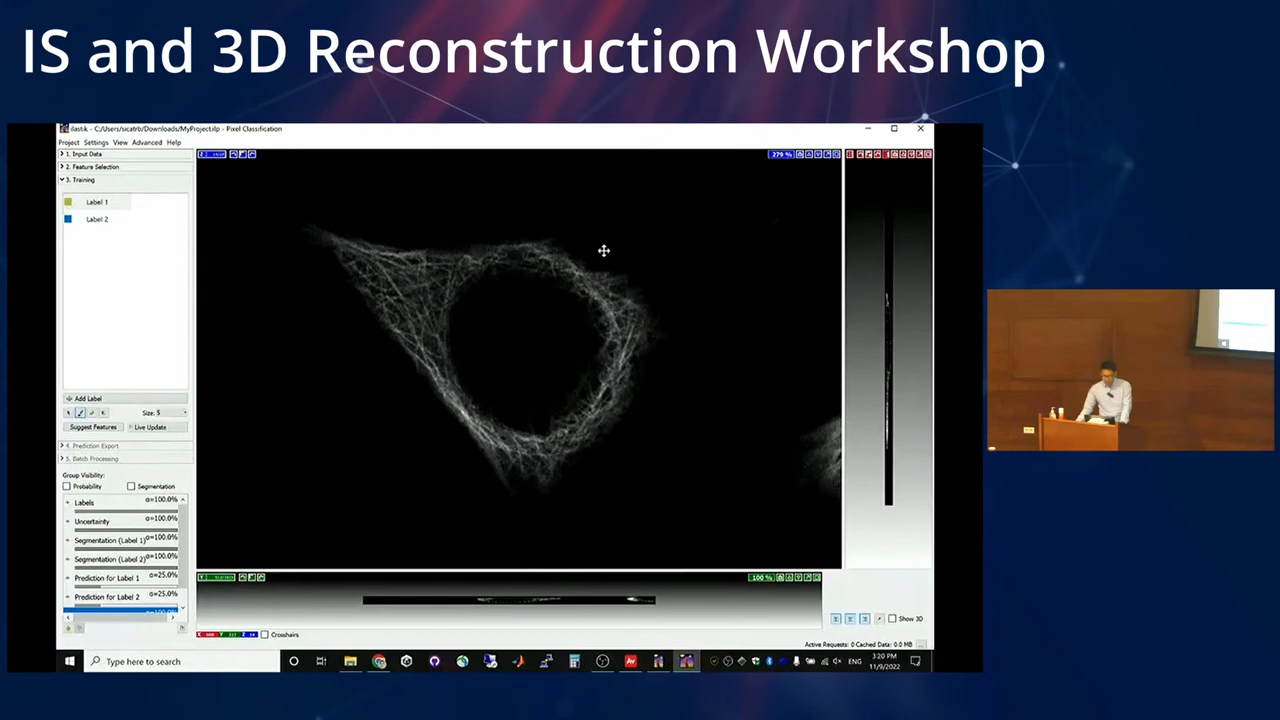 IS and 3D Reconstruction Workshop
ilastik - C:/Users/sicatrb/Downloads/MyProject.ilp - Pixel Classification
Project Settings View Advanced Help
1. Input Data
2. Feature Selection
3. Training
Label 1
Label 2
Add Label
Size: 5
Suggest Features
Live Update
4. Prediction Export
5. Batch Processing
Group Visibility:
Probability
Segmentation
Labels α=100.0%
Uncertainty α=100.0%
Segmentation (Label 1) α=100.0%
Segmentation (Label 2) α=100.0%
Prediction for Label 1 α=25.0%
Prediction for Label 2 α=25.0%
279 %
100 %
X
Y
Z
Crosshairs
Show 3D
Active Requests: 0 Cached Data: 0.0 MB
Type here to search
ENG
3:20 PM
11/9/2022